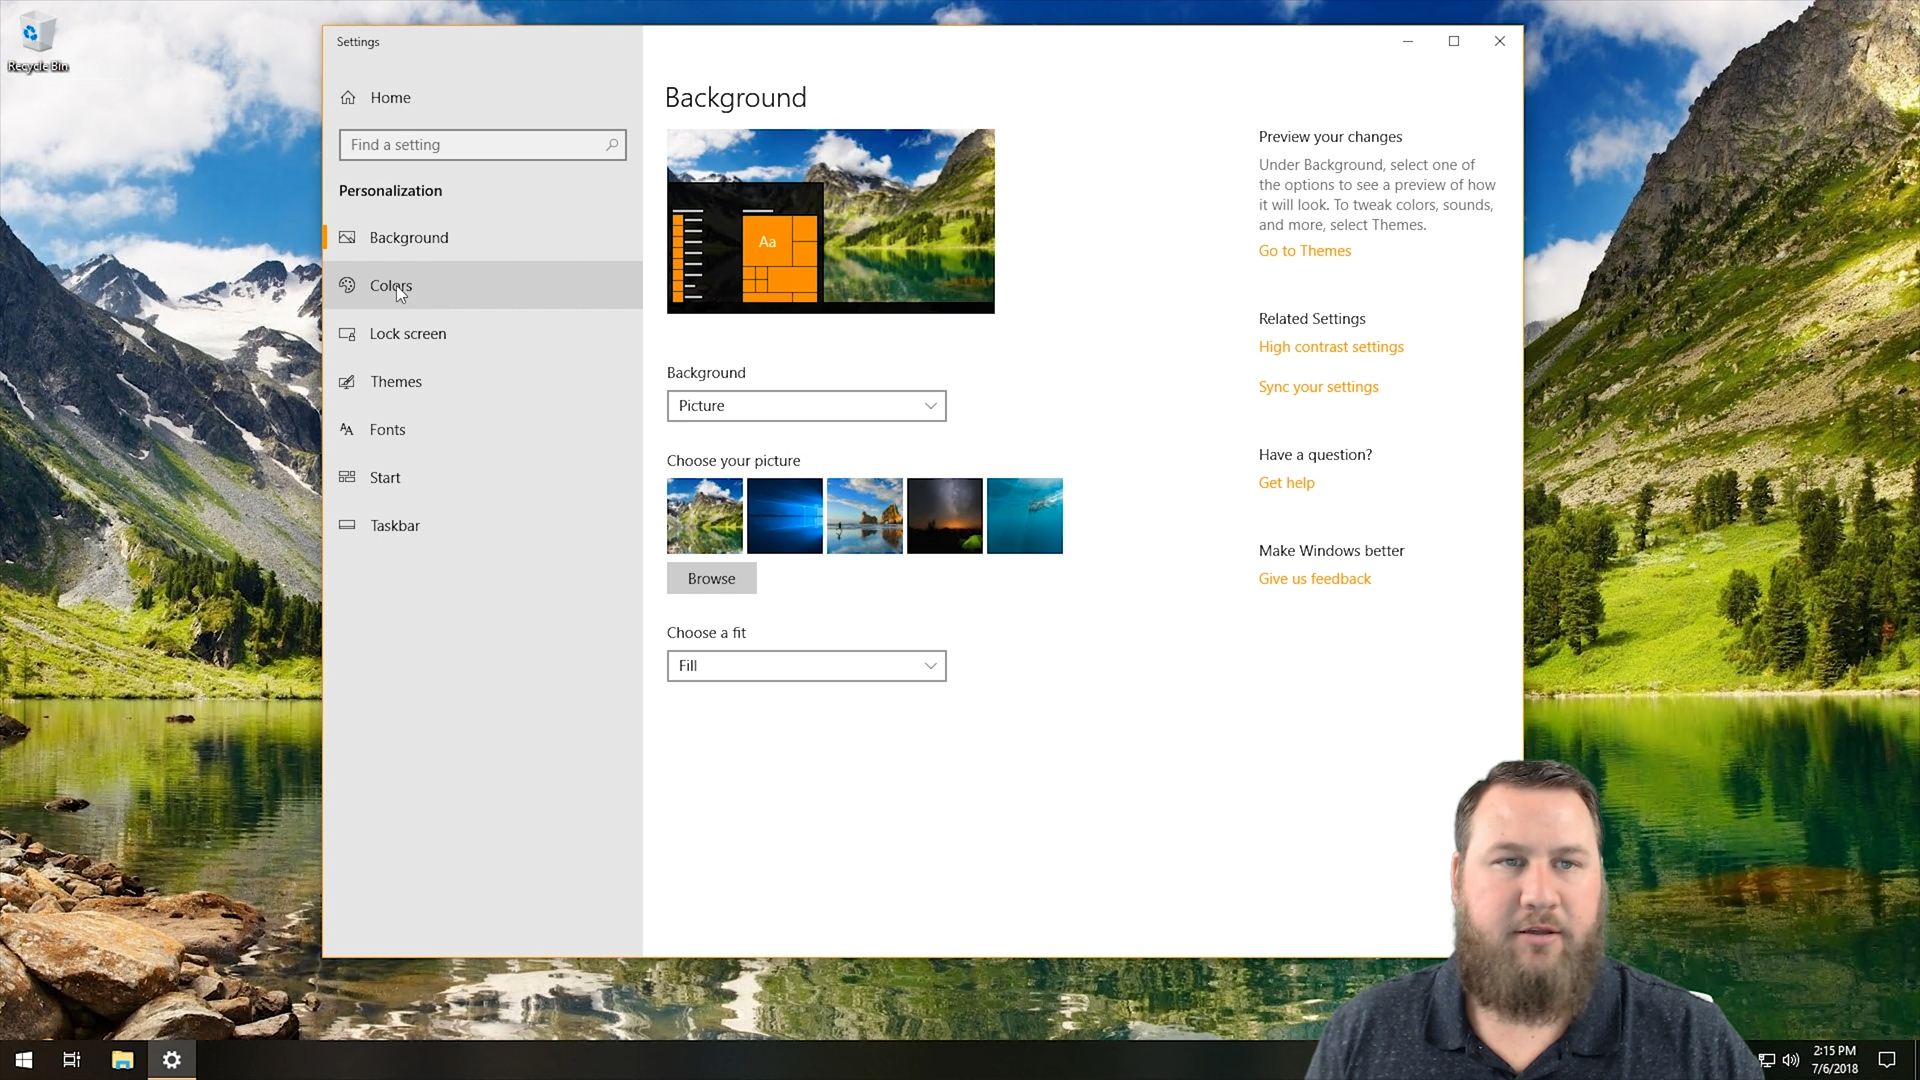 Recycle Bin
Settings
Home
Find a setting
Personalization
Background
Colors
Lock screen
Themes
Fonts
Start
Taskbar
Background
Aa
Background
Picture
Choose your picture
Browse
Choose a fit
Fill
Preview your changes
Under Background, select one of
the options to see a preview of how
it will look. To tweak colors, sounds,
and more, select Themes.
Go to Themes
Related Settings
High contrast settings
Sync your settings
Have a question?
Get help
Make Windows better
Give us feedback
2:15 PM
7/6/2018